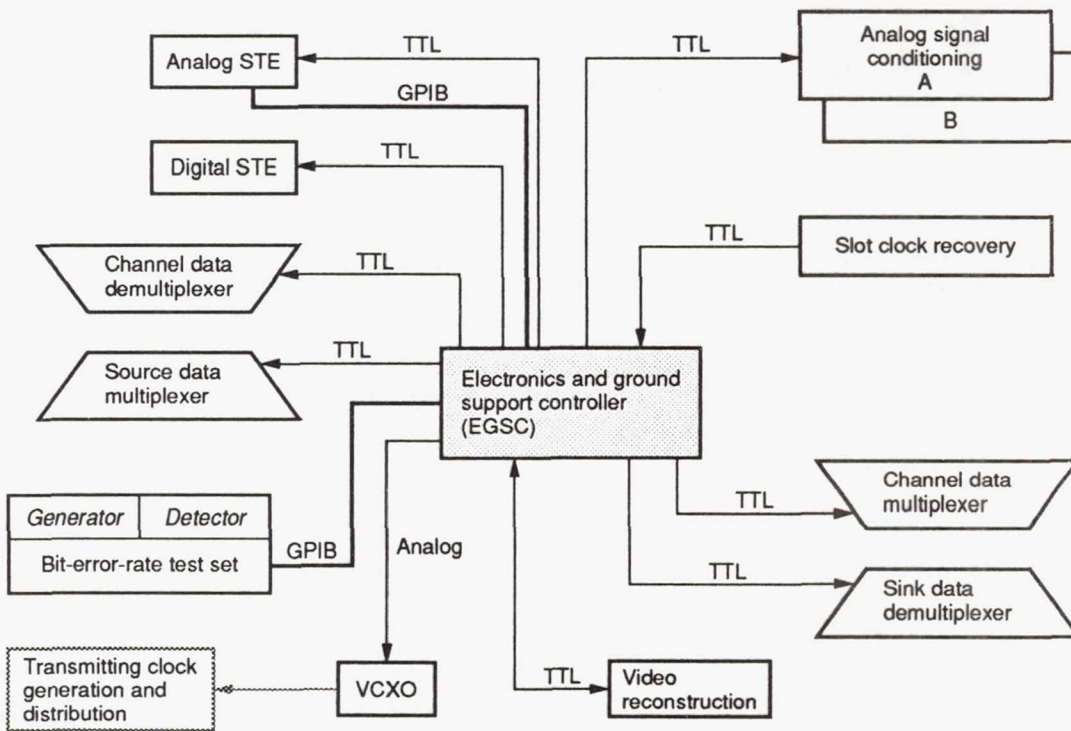 TTL
Analog STE
GPIB
TTL
Digital STE
TTL
Analog signal
conditioning
A
B
TTL
Slot clock recovery
Channel data
demultiplexer
TTL
Source data
multiplexer
TTL
Electronics and ground
support controller
(EGSC)
Generator
Detector
Bit-error-rate test set
GPIB
Analog
TTL
Channel data
multiplexer
TTL
Sink data
demultiplexer
Transmitting clock
generation and
distribution
VCXO
TTL
Video
reconstruction